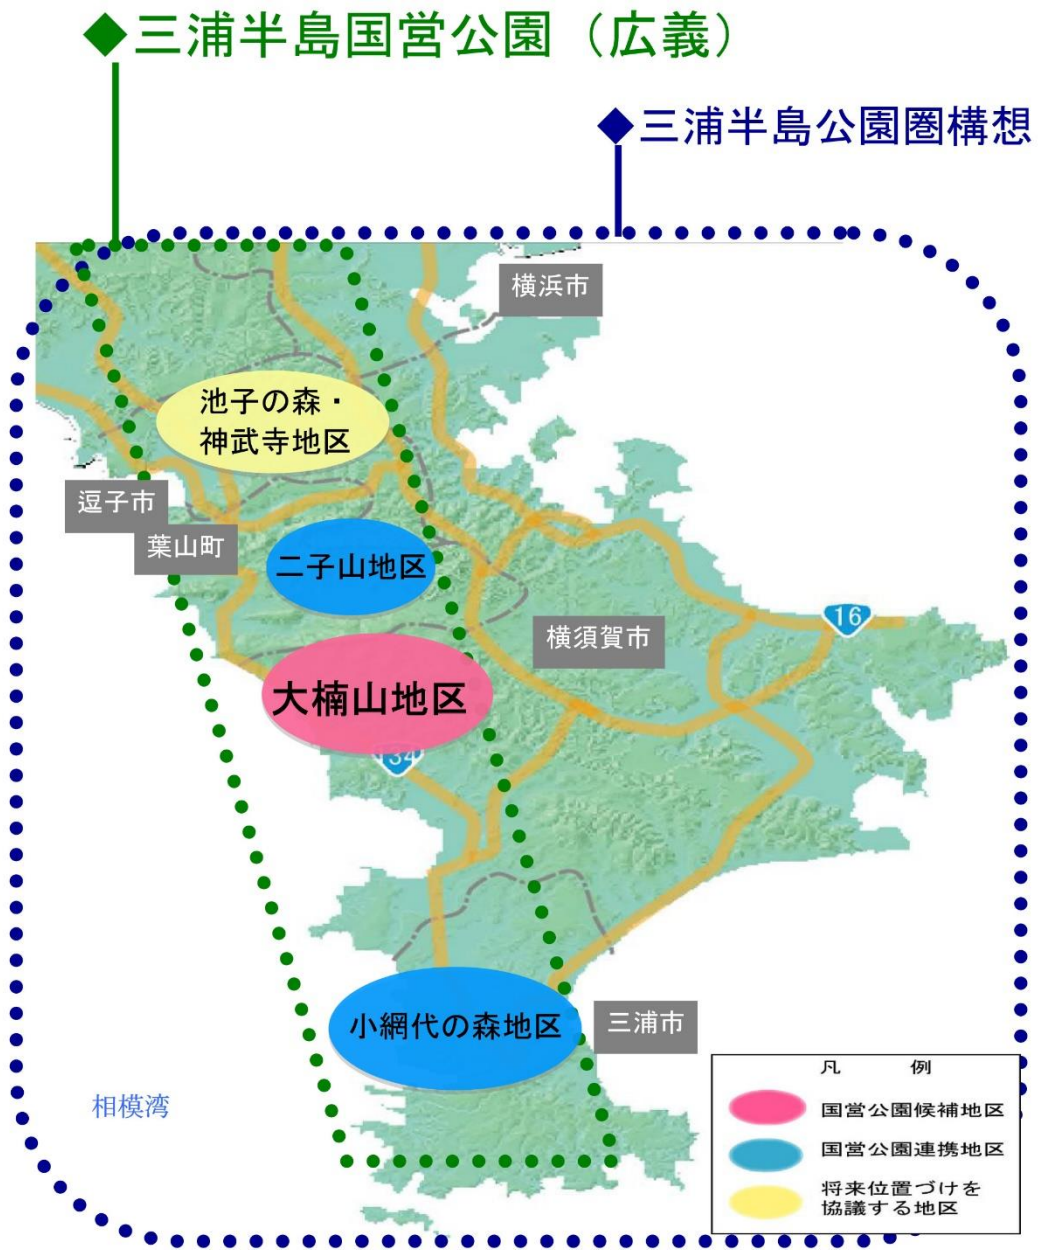 ◆三浦半島国営公園（広義）
◆三浦半島公園圏構想
横浜市
池子の森・
神武寺地区
逗子市
葉山町
二子山地区
横須賀市
16
大楠山地区
134
小網代の森地区
三浦市
相模湾
凡 例
国営公園候補地区
国営公園連携地区
将来位置づけを
協議する地区